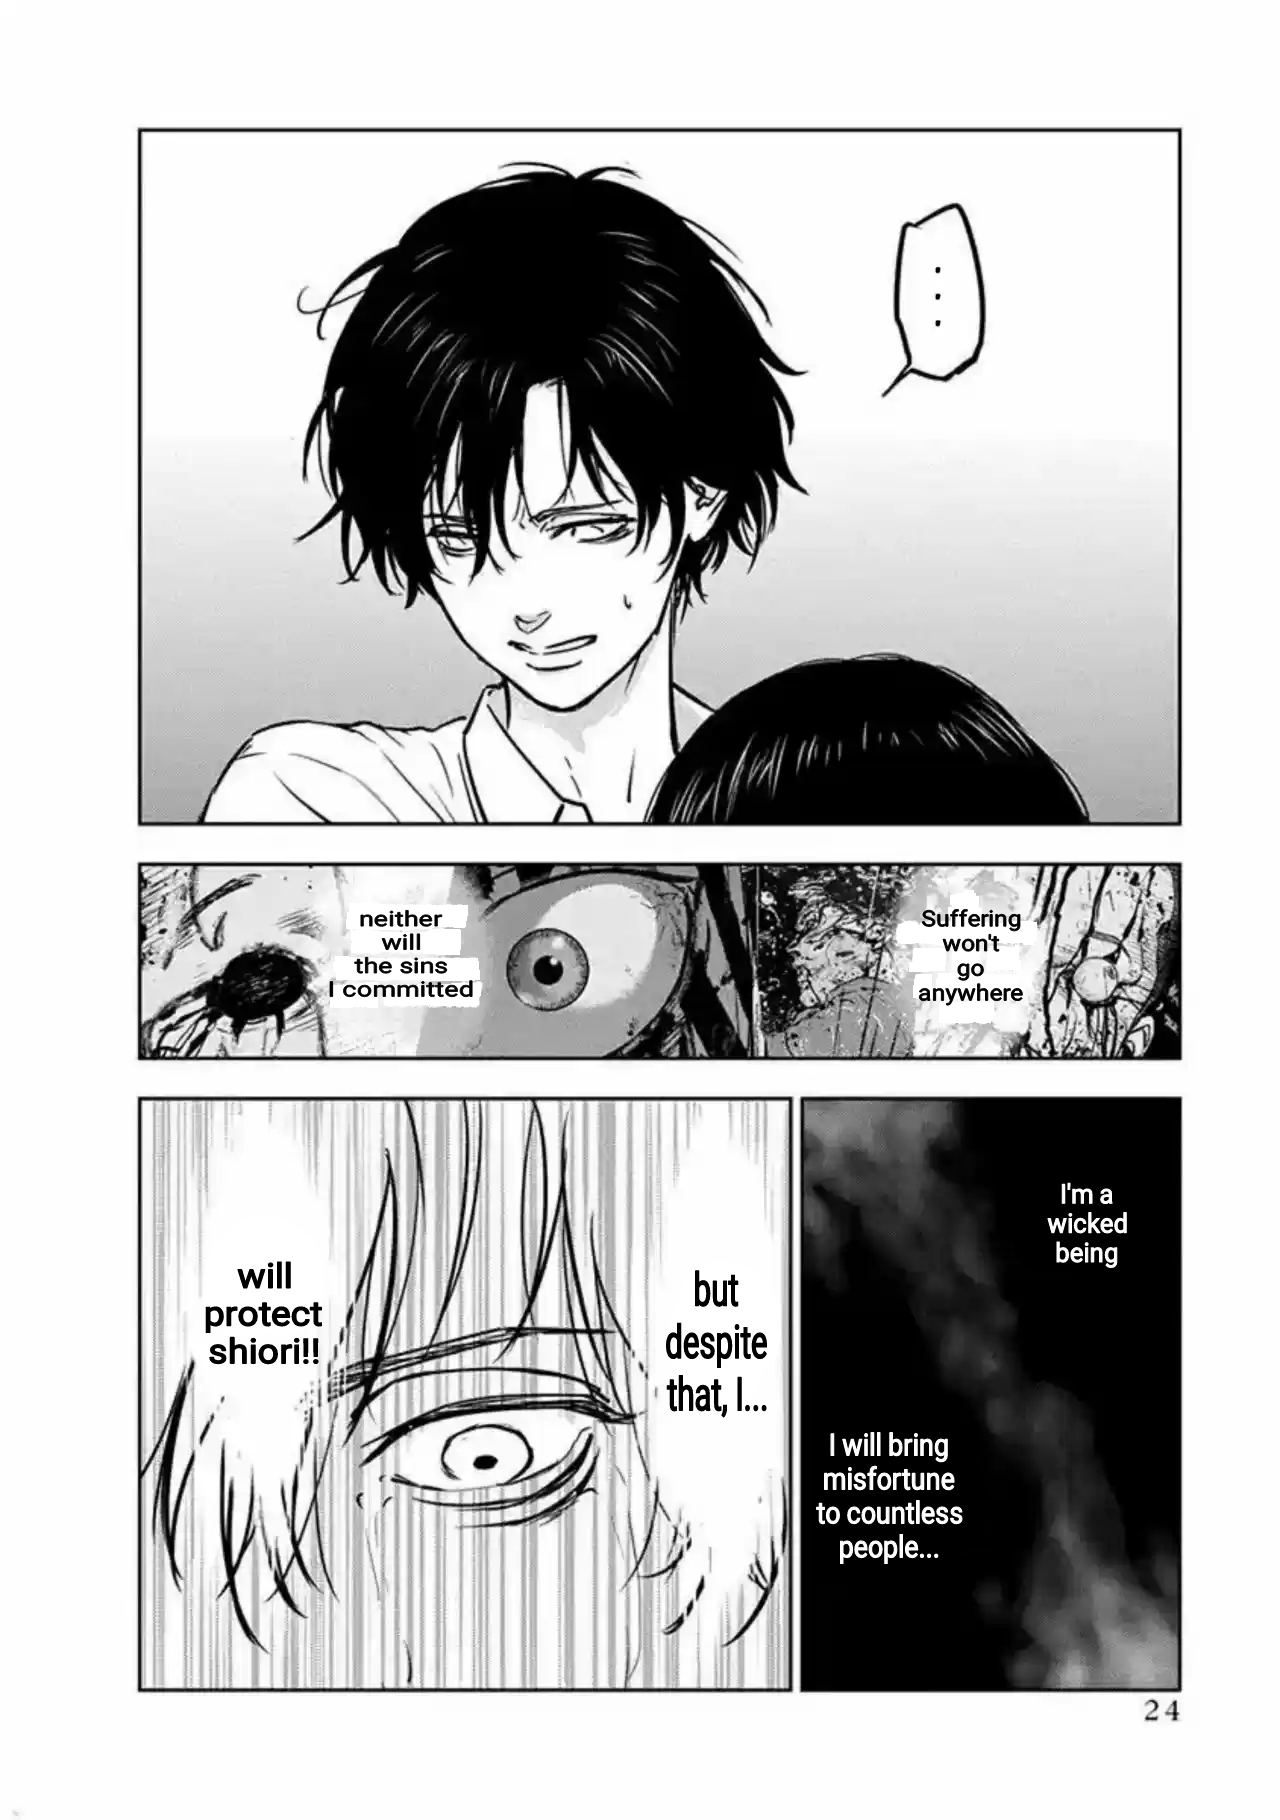 ...
Suffering
won't
go
anywhere
neither
will
the sins
I committed
I'm a
wicked
being
I will bring
misfortune
to countless
people...
but
despite
that, I...
will
protect
shiori!!
24